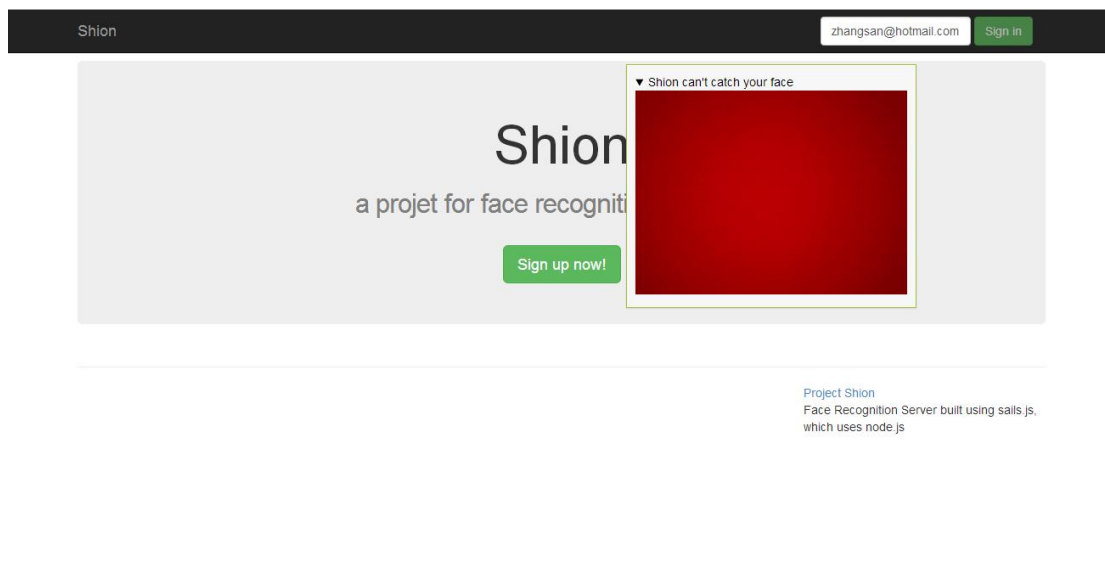 Shion
zhangsan@hotmail.com
Sign in
Shion can't catch your face
Shion
a projet for face recogniti
Sign up now!
Project Shion
Face Recognition Server built using sails.js,
which uses node.js